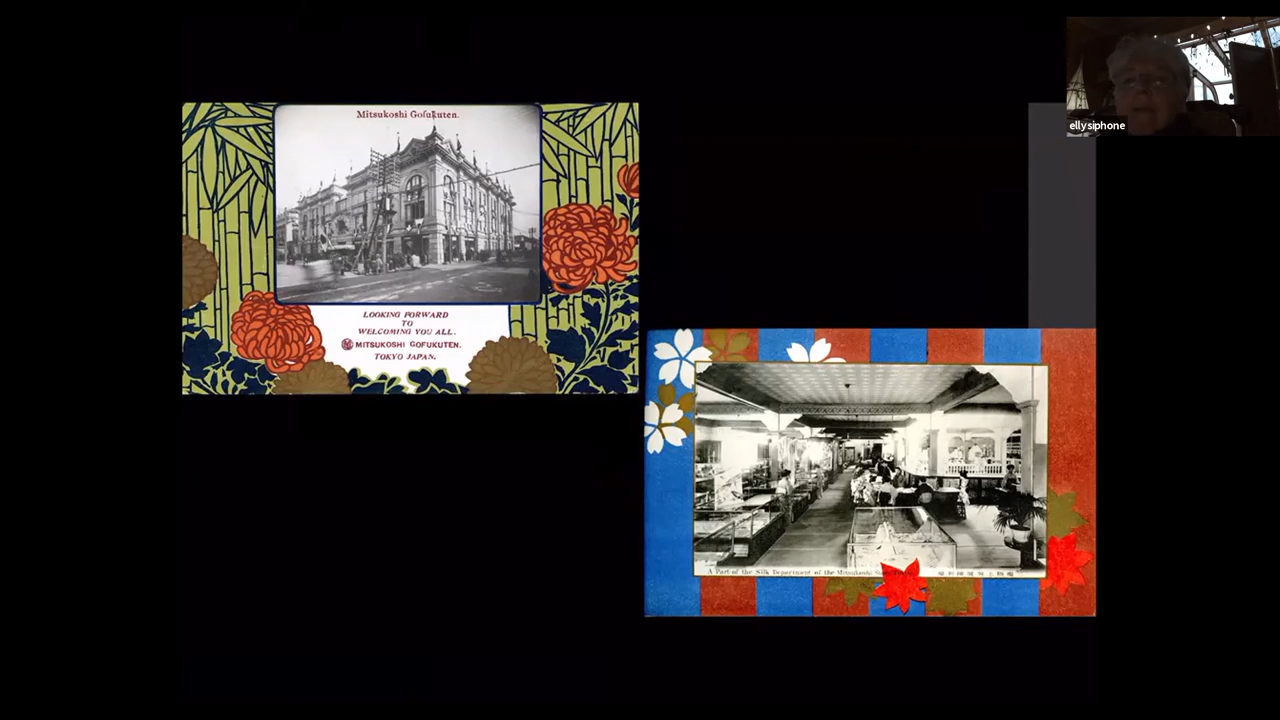 ellysiphone
Mitsukoshi Gofukuten.
LOOKING FORWARD
TO
WELCOMING YOU ALL.
MITSUKOSHI GOFUKUTEN.
TOKYO JAPAN.
A Part of the Silk Department of the Mitsukoshi